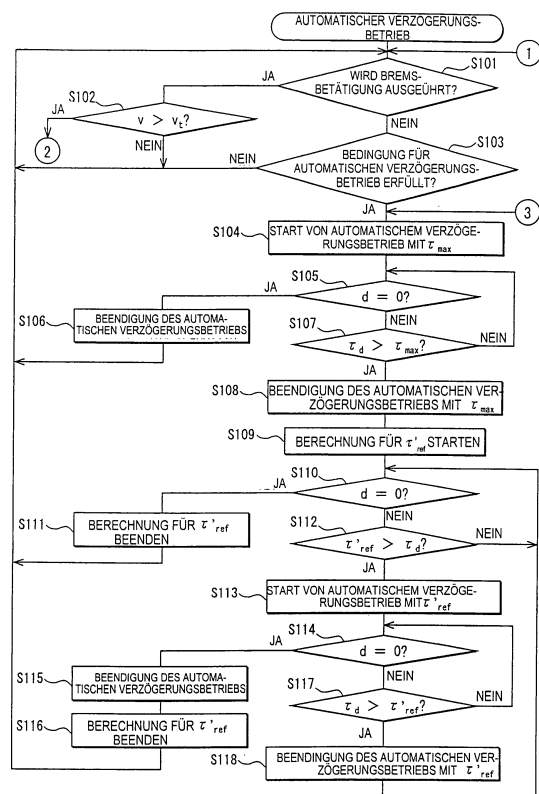 AUTOMATISCHER VERZÖGERUNGS-
BETRIEB
1
S101
JA
WIRD BREMS-
BETÄTIGUNG AUSGEFÜHRT?
S102
JA
v > vt?
NEIN
S103
2
NEIN
NEIN
BEDINGUNG FÜR
AUTOMATISCHEN VERZÖGERUNGS-
BETRIEB ERFÜLLT?
JA
3
S104
START VON AUTOMATISCHEM VERZÖGE-
RUNGSBETRIEB MIT τmax
S105
JA
d = 0?
S106
BEENDIGUNG DES AUTOMA-
TISCHEN VERZÖGERUNGSBETRIEBS
NEIN
S107
τd > τmax?
NEIN
JA
S108
BEENDIGUNG DES AUTOMATISCHEN VER-
ZÖGERUNGSBETRIEBS MIT τmax
S109
BERECHNUNG FÜR τ'ref STARTEN
S110
JA
d = 0?
S111
BERECHNUNG FÜR τ'ref
BEENDEN
NEIN
S112
τ'ref > τd?
NEIN
JA
S113
START VON AUTOMATISCHEM VERZÖGE-
RUNGSBETRIEB MIT τ'ref
S114
JA
d = 0?
S115
BEENDIGUNG DES AUTOMA-
TISCHEN VERZÖGERUNGSBETRIEBS
NEIN
S117
τd > τ'ref?
NEIN
S116
BERECHNUNG FÜR τ'ref
BEENDEN
JA
S118
BEENDINGUNG DES AUTOMATISCHEN VER-
ZÖGERUNGSBETRIEBS MIT τ'ref